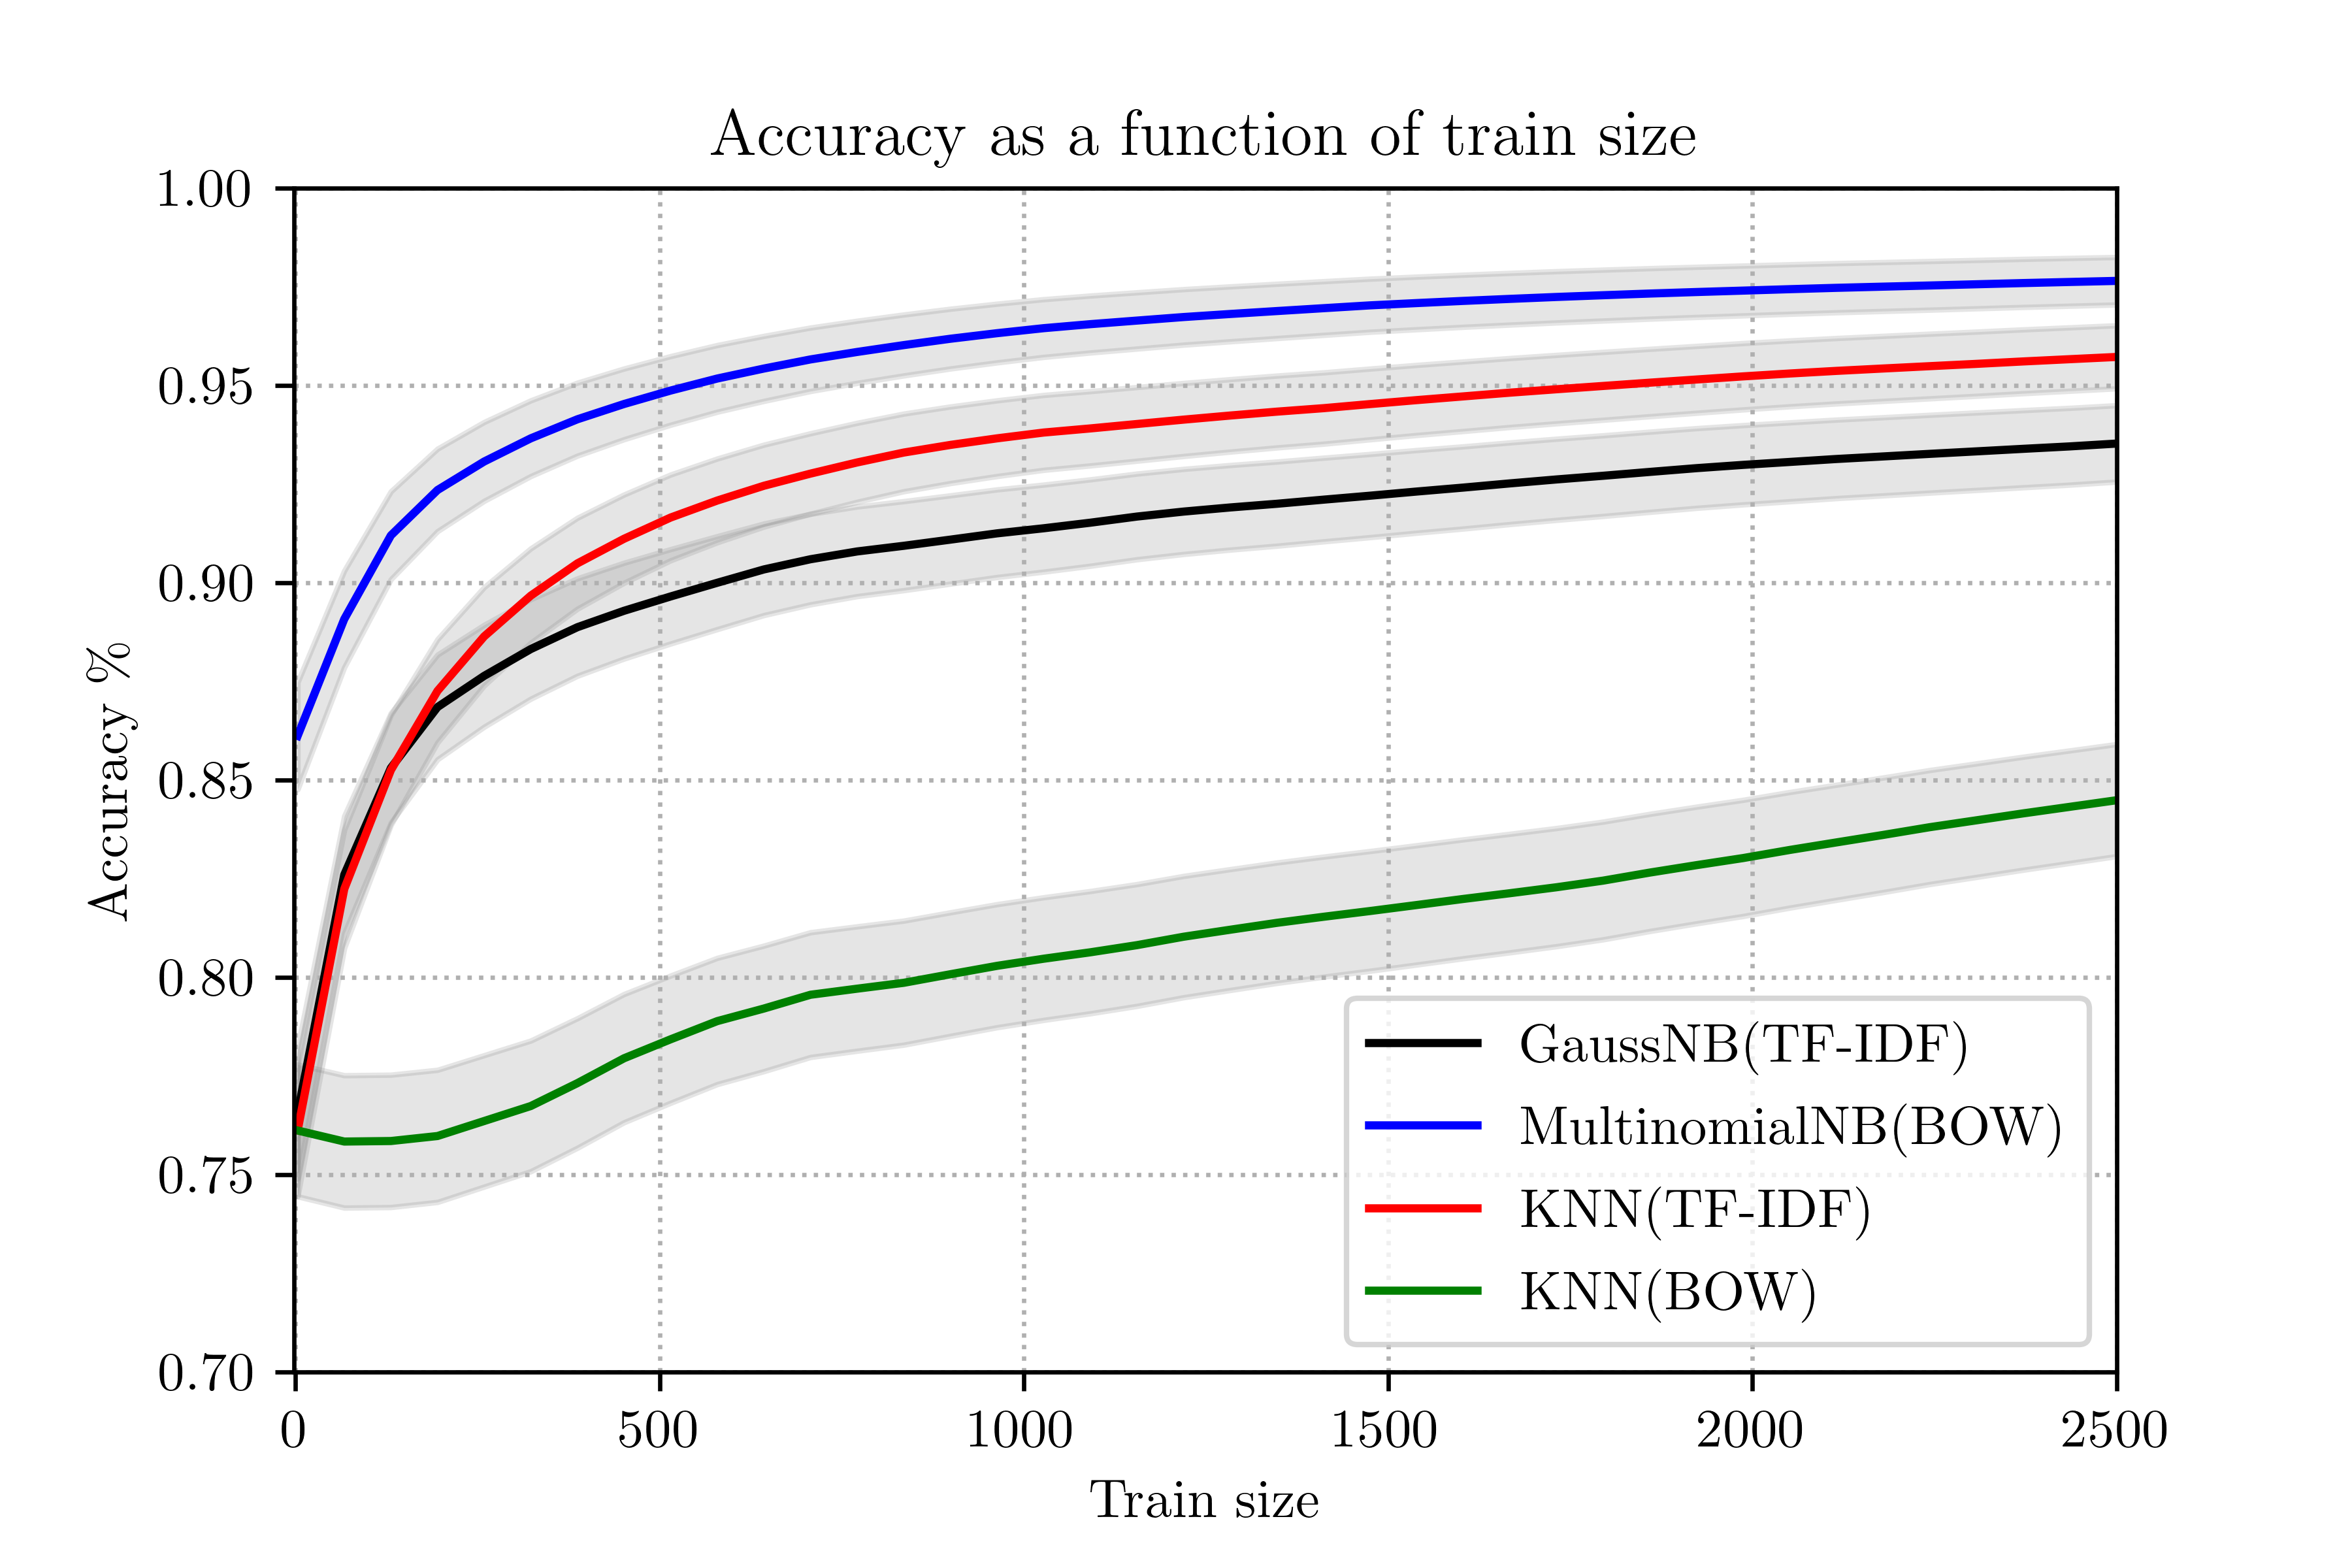 Accuracy as a function of train size
1.00
0.95
0.90
0.85
0.80
0.75
0.70
Accuracy %
GaussNB(TF-IDF)
MultinomialNB(BOW)
KNN(TF-IDF)
KNN(BOW)
0 500 1000 1500 2000 2500
Train size